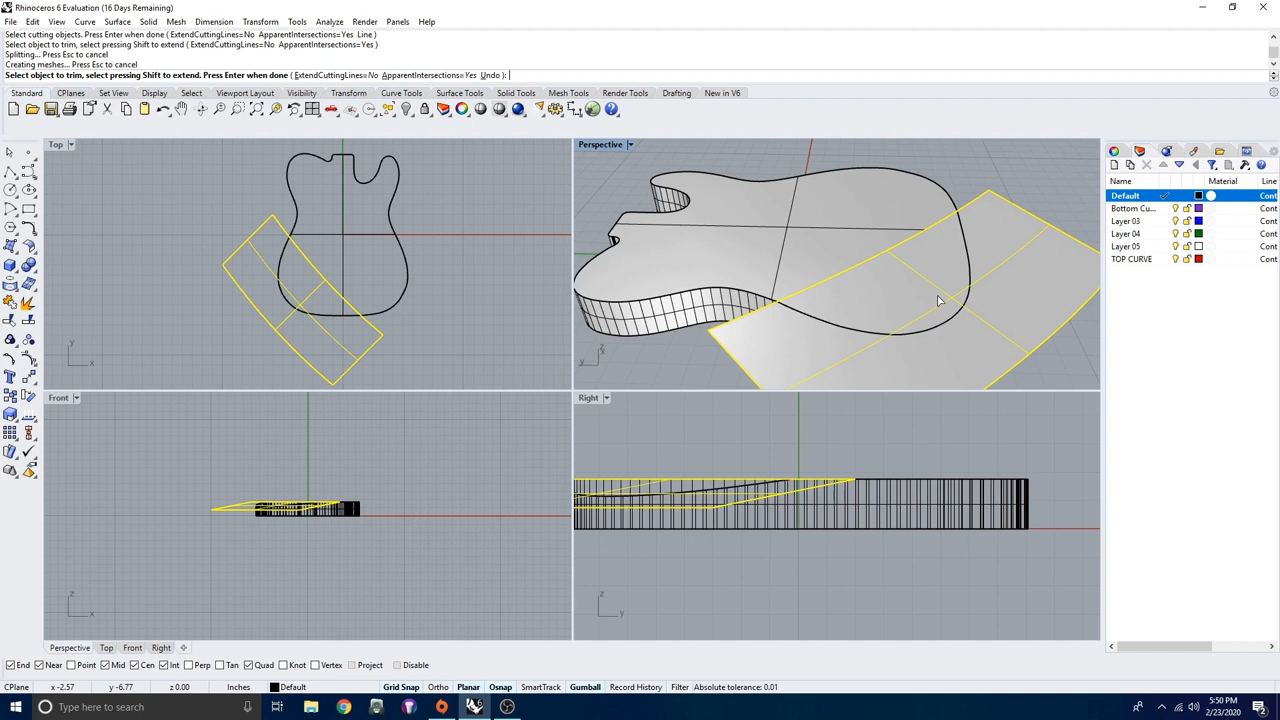 Rhinoceros 6 Evaluation (16 Days Remaining)
File Edit View Curve Surface Solid Mesh Dimension Transform Tools Analyze Render Panels Help
Select cutting objects. Press Enter when done ( ExtendCuttingLines=No ApparentIntersections=Yes Line )
Select object to trim, select pressing Shift to extend ( ExtendCuttingLines=No ApparentIntersections=Yes )
Splitting... Press Esc to cancel
Creating meshes... Press Esc to cancel
Select object to trim, select pressing Shift to extend. Press Enter when done ( ExtendCuttingLines=No ApparentIntersections=Yes Undo ):
Standard CPlanes Set View Display Select Viewport Layout Visibility Transform Curve Tools Surface Tools Solid Tools Mesh Tools Render Tools Drafting New in V6
Top
Perspective
Name Material Line
Default Cont
Bottom Cu... Cont
Layer 03 Cont
Layer 04 Cont
Layer 05 Cont
TOP CURVE Cont
y
x
z
y
x
Front
Right
z
x
z
y
Perspective Top Front Right
End Near Point Mid Cen Int Perp Tan Quad Knot Vertex Project Disable
CPlane x -2.57 y -6.77 z 0.00 Inches Default Grid Snap Ortho Planar Osnap SmartTrack Gumball Record History Filter Absolute tolerance: 0.01
Type here to search
5:50 PM
2/23/2020
2